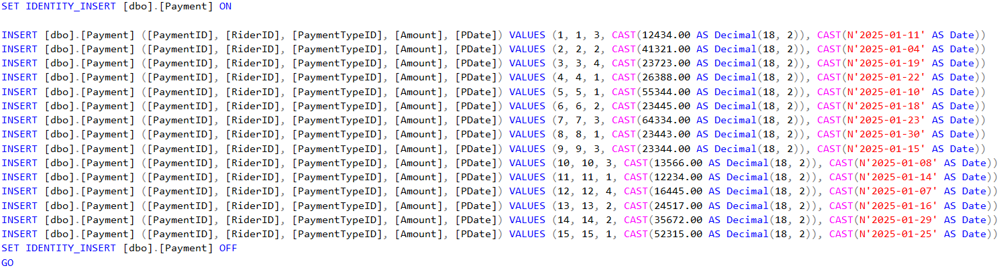 SET IDENTITY_INSERT [dbo].[Payment] ON
INSERT [dbo].[Payment] ([PaymentID], [RiderID], [PaymentTypeID], [Amount], [PDate]) VALUES (1, 1, 3, CAST(12434.00 AS Decimal(18, 2)), CAST(N'2025-01-11' AS Date))
INSERT [dbo].[Payment] ([PaymentID], [RiderID], [PaymentTypeID], [Amount], [PDate]) VALUES (2, 2, 2, CAST(41321.00 AS Decimal(18, 2)), CAST(N'2025-01-04' AS Date))
INSERT [dbo].[Payment] ([PaymentID], [RiderID], [PaymentTypeID], [Amount], [PDate]) VALUES (3, 3, 4, CAST(23723.00 AS Decimal(18, 2)), CAST(N'2025-01-19' AS Date))
INSERT [dbo].[Payment] ([PaymentID], [RiderID], [PaymentTypeID], [Amount], [PDate]) VALUES (4, 4, 1, CAST(26388.00 AS Decimal(18, 2)), CAST(N'2025-01-22' AS Date))
INSERT [dbo].[Payment] ([PaymentID], [RiderID], [PaymentTypeID], [Amount], [PDate]) VALUES (5, 5, 1, CAST(55344.00 AS Decimal(18, 2)), CAST(N'2025-01-10' AS Date))
INSERT [dbo].[Payment] ([PaymentID], [RiderID], [PaymentTypeID], [Amount], [PDate]) VALUES (6, 6, 2, CAST(23445.00 AS Decimal(18, 2)), CAST(N'2025-01-18' AS Date))
INSERT [dbo].[Payment] ([PaymentID], [RiderID], [PaymentTypeID], [Amount], [PDate]) VALUES (7, 7, 3, CAST(64334.00 AS Decimal(18, 2)), CAST(N'2025-01-23' AS Date))
INSERT [dbo].[Payment] ([PaymentID], [RiderID], [PaymentTypeID], [Amount], [PDate]) VALUES (8, 8, 1, CAST(23443.00 AS Decimal(18, 2)), CAST(N'2025-01-30' AS Date))
INSERT [dbo].[Payment] ([PaymentID], [RiderID], [PaymentTypeID], [Amount], [PDate]) VALUES (9, 9, 3, CAST(23344.00 AS Decimal(18, 2)), CAST(N'2025-01-15' AS Date))
INSERT [dbo].[Payment] ([PaymentID], [RiderID], [PaymentTypeID], [Amount], [PDate]) VALUES (10, 10, 3, CAST(13566.00 AS Decimal(18, 2)), CAST(N'2025-01-08' AS Date))
INSERT [dbo].[Payment] ([PaymentID], [RiderID], [PaymentTypeID], [Amount], [PDate]) VALUES (11, 11, 1, CAST(12234.00 AS Decimal(18, 2)), CAST(N'2025-01-14' AS Date))
INSERT [dbo].[Payment] ([PaymentID], [RiderID], [PaymentTypeID], [Amount], [PDate]) VALUES (12, 12, 4, CAST(16445.00 AS Decimal(18, 2)), CAST(N'2025-01-07' AS Date))
INSERT [dbo].[Payment] ([PaymentID], [RiderID], [PaymentTypeID], [Amount], [PDate]) VALUES (13, 13, 2, CAST(24517.00 AS Decimal(18, 2)), CAST(N'2025-01-16' AS Date))
INSERT [dbo].[Payment] ([PaymentID], [RiderID], [PaymentTypeID], [Amount], [PDate]) VALUES (14, 14, 2, CAST(35672.00 AS Decimal(18, 2)), CAST(N'2025-01-29' AS Date))
INSERT [dbo].[Payment] ([PaymentID], [RiderID], [PaymentTypeID], [Amount], [PDate]) VALUES (15, 15, 1, CAST(52315.00 AS Decimal(18, 2)), CAST(N'2025-01-25' AS Date))
SET IDENTITY_INSERT [dbo].[Payment] OFF
GO